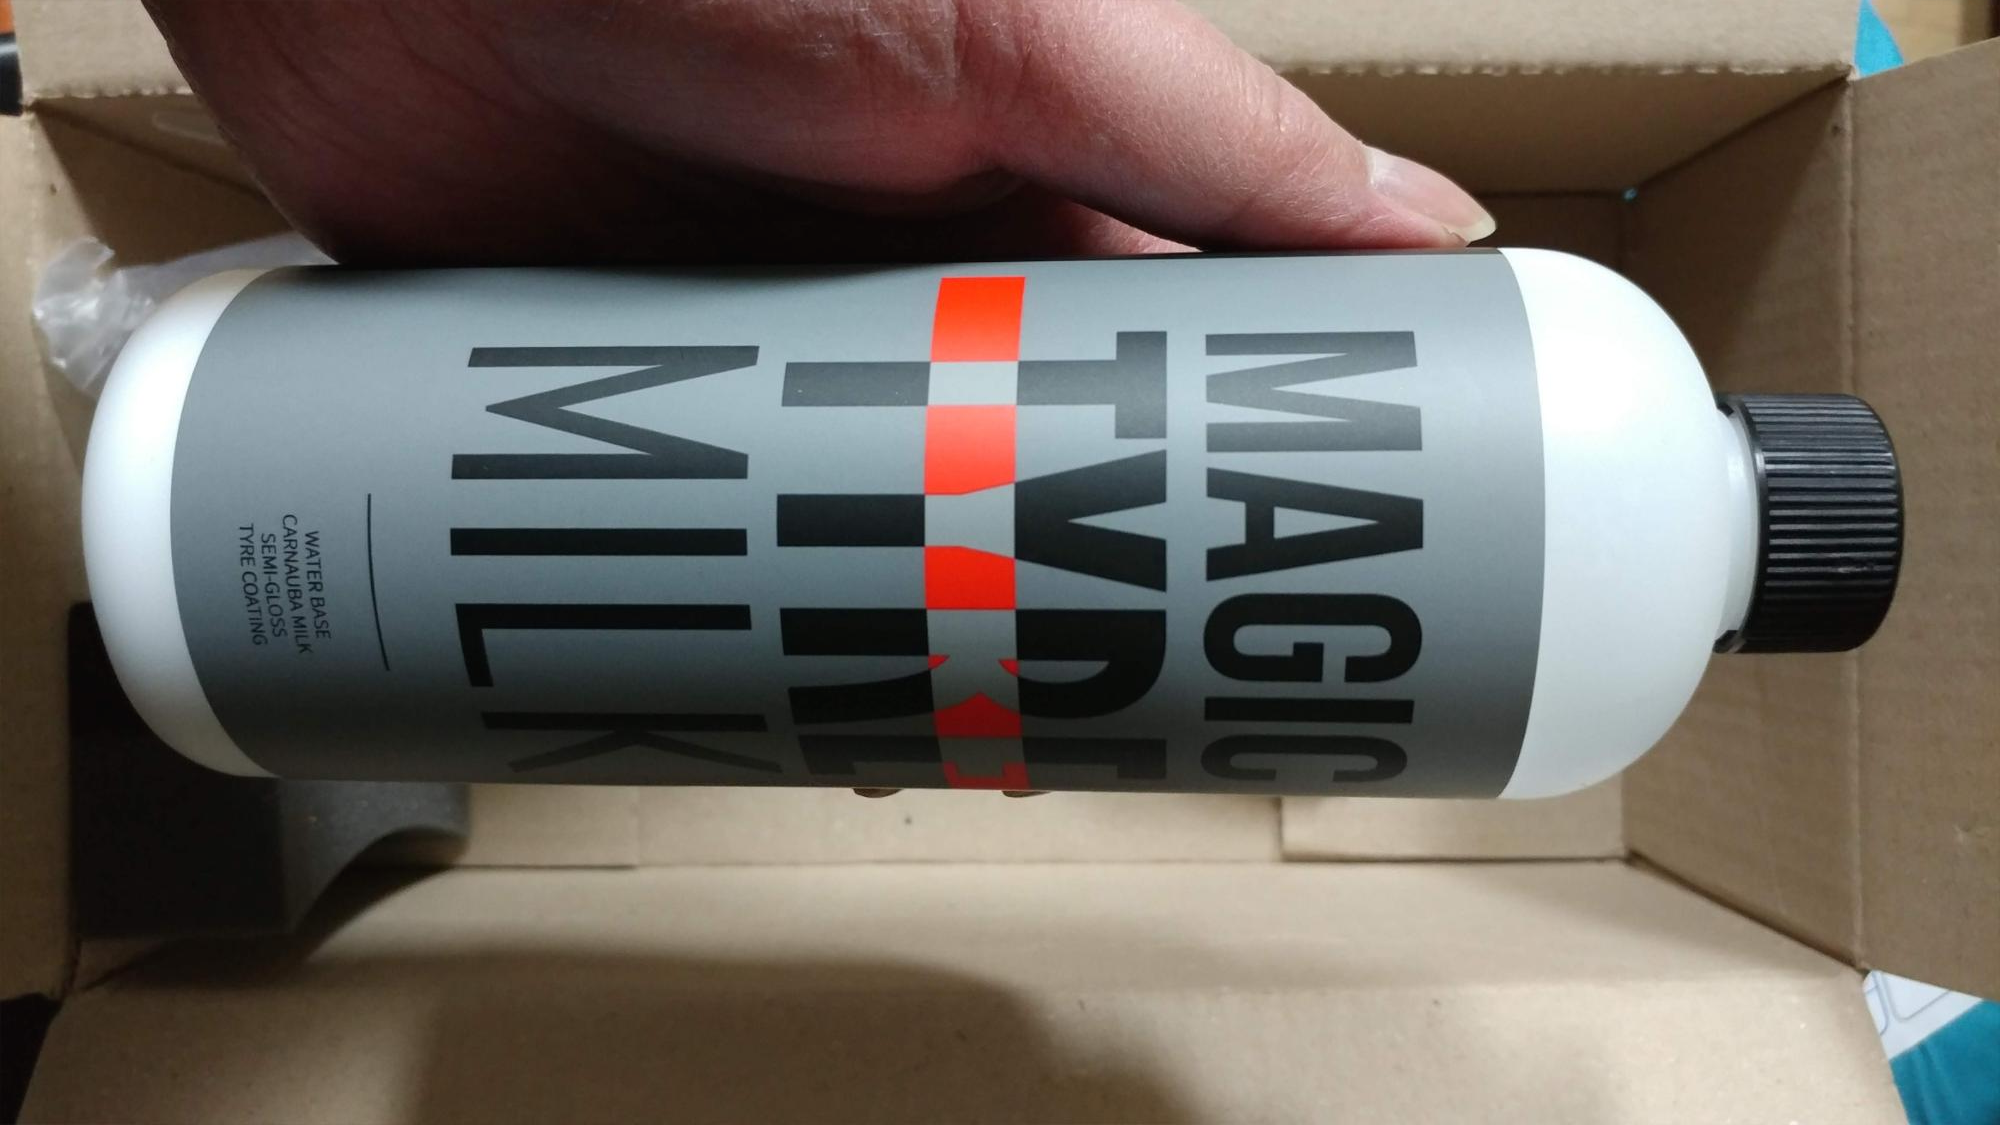 MAGIC
TYRE
MILK
WATER BASE
CARNAUBA MILK
SEMI-GLOSS
TYRE COATING